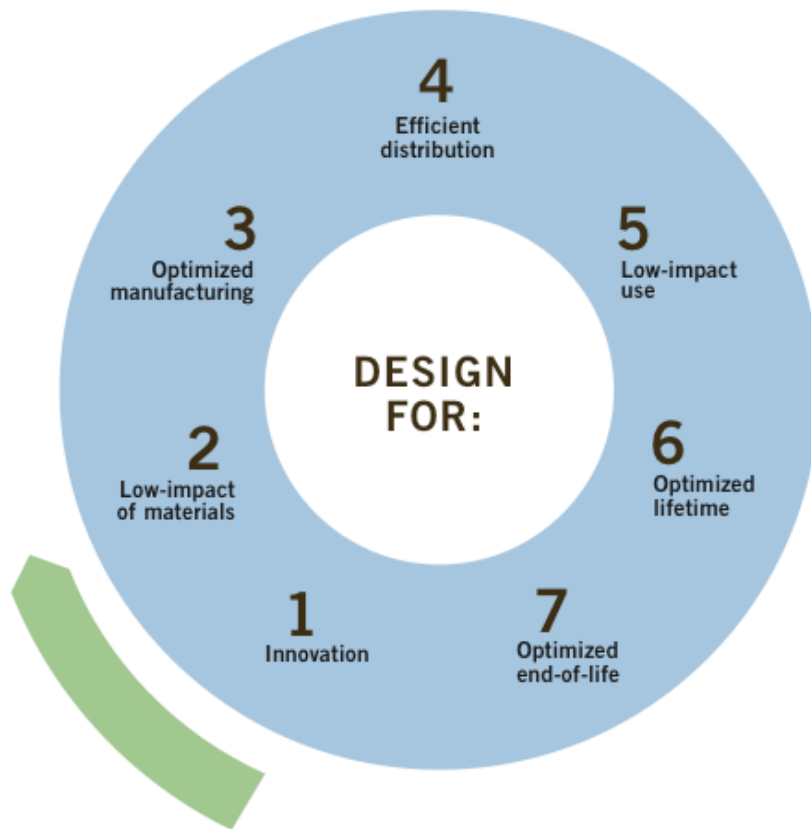 DESIGN
FOR:
1
Innovation
2
Low-impact
of materials
3
Optimized
manufacturing
4
Efficient
distribution
5
Low-impact
use
6
Optimized
lifetime
7
Optimized
end-of-life